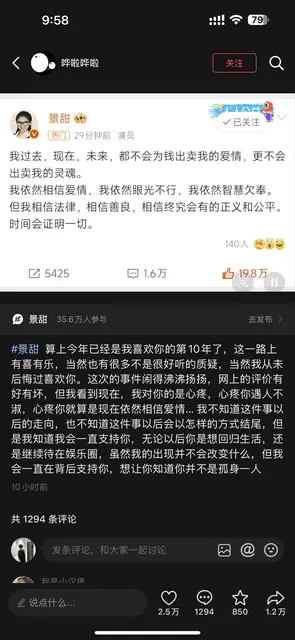 9:58
79
哗啦哗啦
关注
景甜
已关注
热门 29分钟前 演员
我过去，现在，未来，都不会为钱出卖我的爱情，更不会
出卖我的灵魂。
我依然相信爱情，我依然眼光不行，我依然智慧欠奉。
但我相信法律，相信善良，相信终究会有的正义和公平。
时间会证明一切。
140人
5425
1.6万
19.8万
景甜 35.6万人参与
去发布
#景甜 算上今年已经是我喜欢你的第10年了，这一路上
有喜有乐，当然也有很多不是很好听的质疑，当然我从未
后悔过喜欢你。这次的事件闹得沸沸扬扬，网上的评价有
好有坏，但我看到现在，我对你的是心疼，心疼你遇人不
淑，心疼你就算是现在依然相信爱情... 我不知道这件事以
后的走向，也不知道这件事以后会以怎样的方式结尾，但
是我知道我会一直支持你，无论以后你是想回归生活，还
是继续待在娱乐圈，虽然我的出现并不会改变什么，但我
会一直在背后支持你，想让你知道你并不是孤身一人
10小时前
共 1294 条评论
发条评论，和大家一起讨论
我是小汉堡
说点什么...
2.5万
1294
850
1.2万